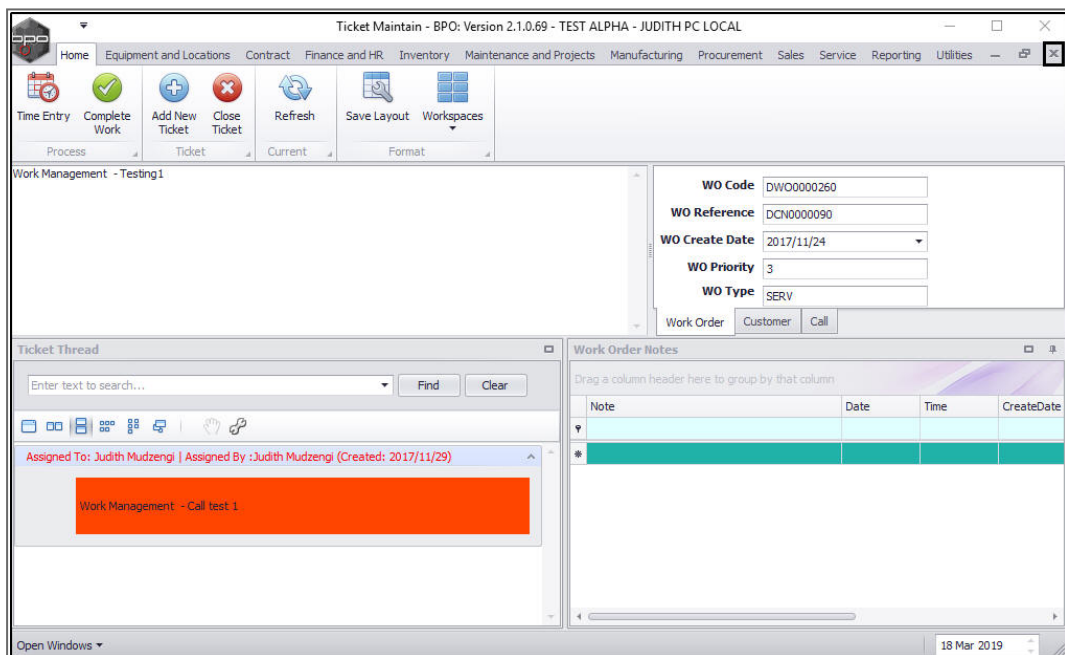 Ticket Maintain - BPO: Version 2.1.0.69 - TEST ALPHA - JUDITH PC LOCAL
bpo
Home Equipment and Locations Contract Finance and HR Inventory Maintenance and Projects Manufacturing Procurement Sales Service Reporting Utilities
Time Entry Complete Work Add New Ticket Close Ticket Refresh Save Layout Workspaces
Process Ticket Current Format
Work Management - Testing1
WO Code DWO0000260
WO Reference DCN0000090
WO Create Date 2017/11/24
WO Priority 3
WO Type SERV
Work Order Customer Call
Ticket Thread
Enter text to search... Find Clear
Assigned To: Judith Mudzengi | Assigned By :Judith Mudzengi (Created: 2017/11/29)
Work Management - Call test 1
Work Order Notes
Drag a column header here to group by that column
Note Date Time CreateDate
Open Windows
18 Mar 2019